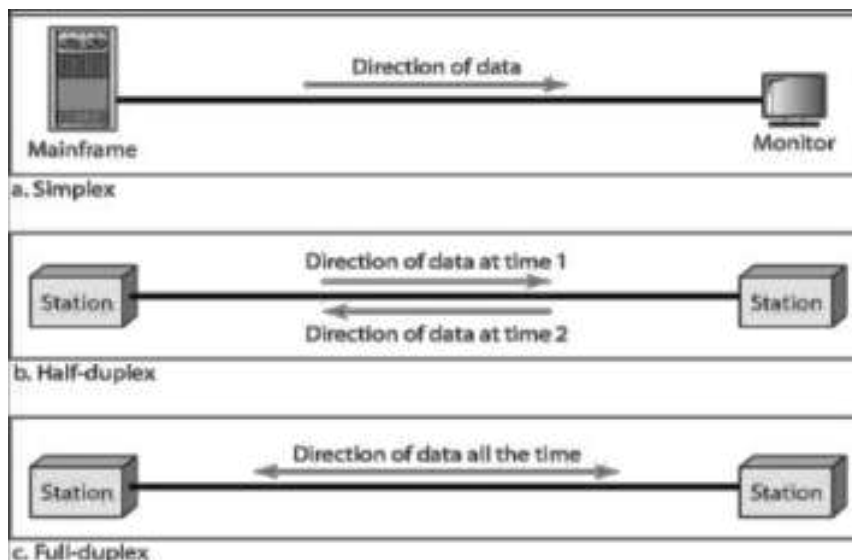 Direction of data
Mainframe
Monitor
a. Simplex
Direction of data at time 1
Station
Station
Direction of data at time 2
b. Half-duplex
Direction of data all the time
Station
Station
c. Full-duplex